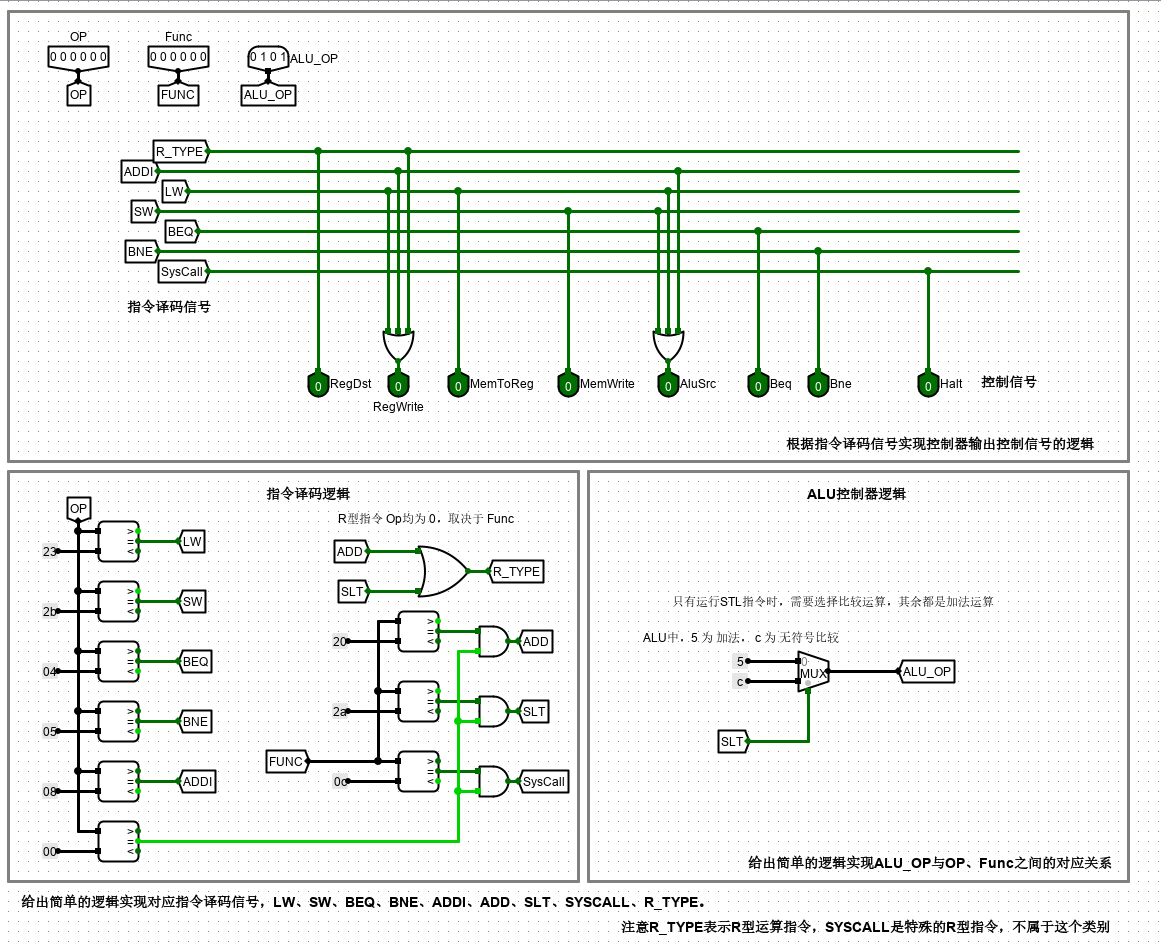 OP Func
0 0 0 0 0 0 0 0 0 0 0 0 0 1 0 1 ALU_OP
OP FUNC ALU_OP
R_TYPE
ADDI
LW
SW
BEQ
BNE
SysCall
指令译码信号
0 RegDst 0 0 MemToReg 0 MemWrite 0 AluSrc 0 Beq 0 Bne 0 Halt 控制信号
RegWrite
根据指令译码信号实现控制器输出控制信号的逻辑
指令译码逻辑
OP
R型指令 Op均为 0，取决于 Func
> = <
23 LW
ADD
SLT
R_TYPE
> = <
2b SW
> = <
04 BEQ
> = <
05 BNE
> = <
08 ADDI
> = <
00
> = <
20 ADD
> = <
2a SLT
FUNC
> = <
0c SysCall
ALU控制器逻辑
只有运行STL指令时，需要选择比较运算，其余都是加法运算
ALU中，5 为 加法， c 为 无符号比较
5 0
MUX ALU_OP
c
SLT
给出简单的逻辑实现ALU_OP与OP、Func之间的对应关系
给出简单的逻辑实现对应指令译码信号，LW、SW、BEQ、BNE、ADDI、ADD、SLT、SYSCALL、R_TYPE。
注意R_TYPE表示R型运算指令，SYSCALL是特殊的R型指令，不属于这个类别